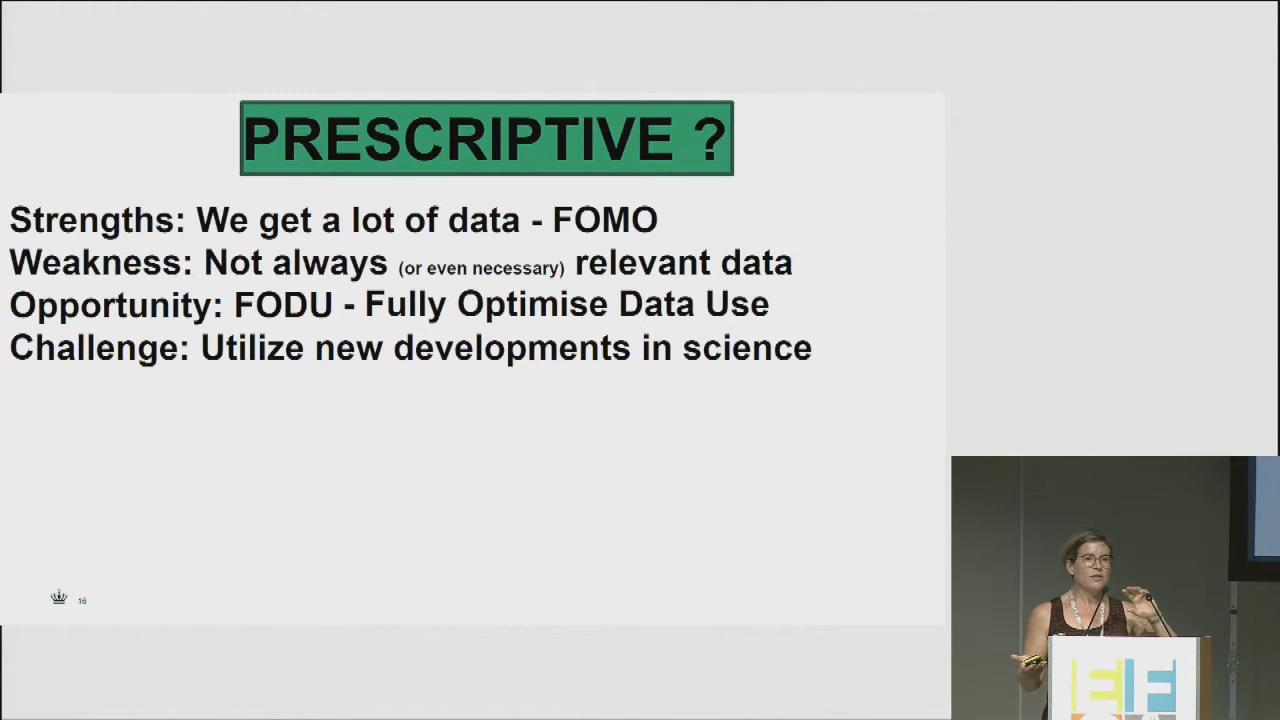 PRESCRIPTIVE ?
Strengths: We get a lot of data - FOMO
Weakness: Not always (or even necessary) relevant data
Opportunity: FODU - Fully Optimise Data Use
Challenge: Utilize new developments in science
16
EF